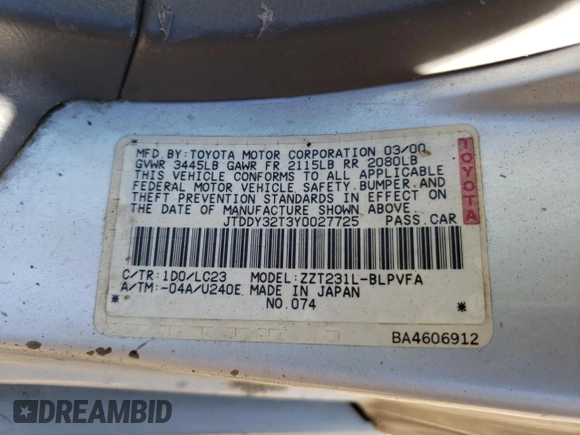 MFD. BY: TOYOTA MOTOR CORPORATION 03/00
GVWR 3445LB GAWR FR 2115LB RR 2080LB
THIS VEHICLE CONFORMS TO ALL APPLICABLE
FEDERAL MOTOR VEHICLE SAFETY. BUMPER. AND
THEFT PREVENTION STANDARDS IN EFFECT ON
THE DATE OF MANUFACTURE SHOWN ABOVE.
JTDDY32T3Y0027725 PASS. CAR
TOYOTA
C/TR: 1D0/LC23 MODEL: ZZT231L-BLPVFA
A/TM: -04A/U240E MADE IN JAPAN
* NO. 074 *
BA4606912
DREAMBID